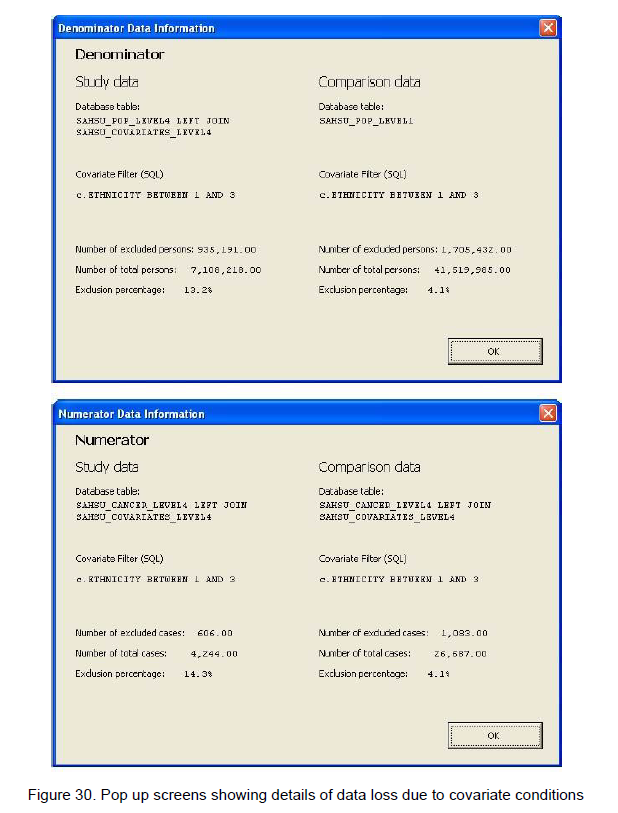 Denominator Data Information
Denominator
Study data
Database table:
SAHSU_POP_LEVEL4 LEFT JOIN
SAHSU_COVARIATES_LEVEL4
Covariate Filter (SQL)
c.ETHNICITY BETWEEN 1 AND 3
Number of excluded persons: 935,191.00
Number of total persons: 7,108,218.00
Exclusion percentage: 13.2%
Comparison data
Database table:
SAHSU_POP_LEVEL1
Covariate Filter (SQL)
c.ETHNICITY BETWEEN 1 AND 3
Number of excluded persons: 1,705,432.00
Number of total persons: 41,519,985.00
Exclusion percentage: 4.1%
OK
Numerator Data Information
Numerator
Study data
Database table:
SAHSU_CANCER_LEVEL4 LEFT JOIN
SAHSU_COVARIATES_LEVEL4
Covariate Filter (SQL)
c.ETHNICITY BETWEEN 1 AND 3
Number of excluded cases: 606.00
Number of total cases: 4,244.00
Exclusion percentage: 14.3%
Comparison data
Database table:
SAHSU_CANCER_LEVEL4 LEFT JOIN
SAHSU_COVARIATES_LEVEL4
Covariate Filter (SQL)
c.ETHNICITY BETWEEN 1 AND 3
Number of excluded cases: 1,083.00
Number of total cases: 26,687.00
Exclusion percentage: 4.1%
OK
Figure 30. Pop up screens showing details of data loss due to covariate conditions